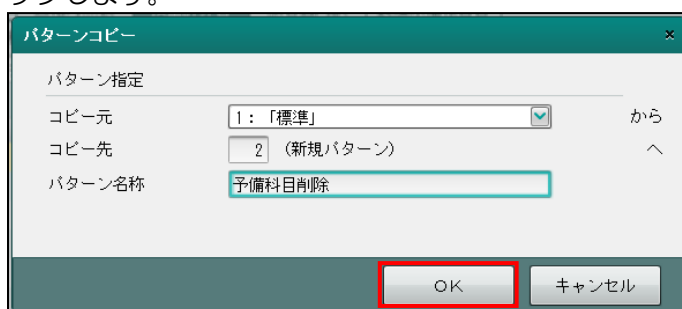 パターンコピー ×
パターン指定
コピー元 1：「標準」 から
コピー先 2 (新規パターン) へ
パターン名称 予備科目削除
OK キャンセル